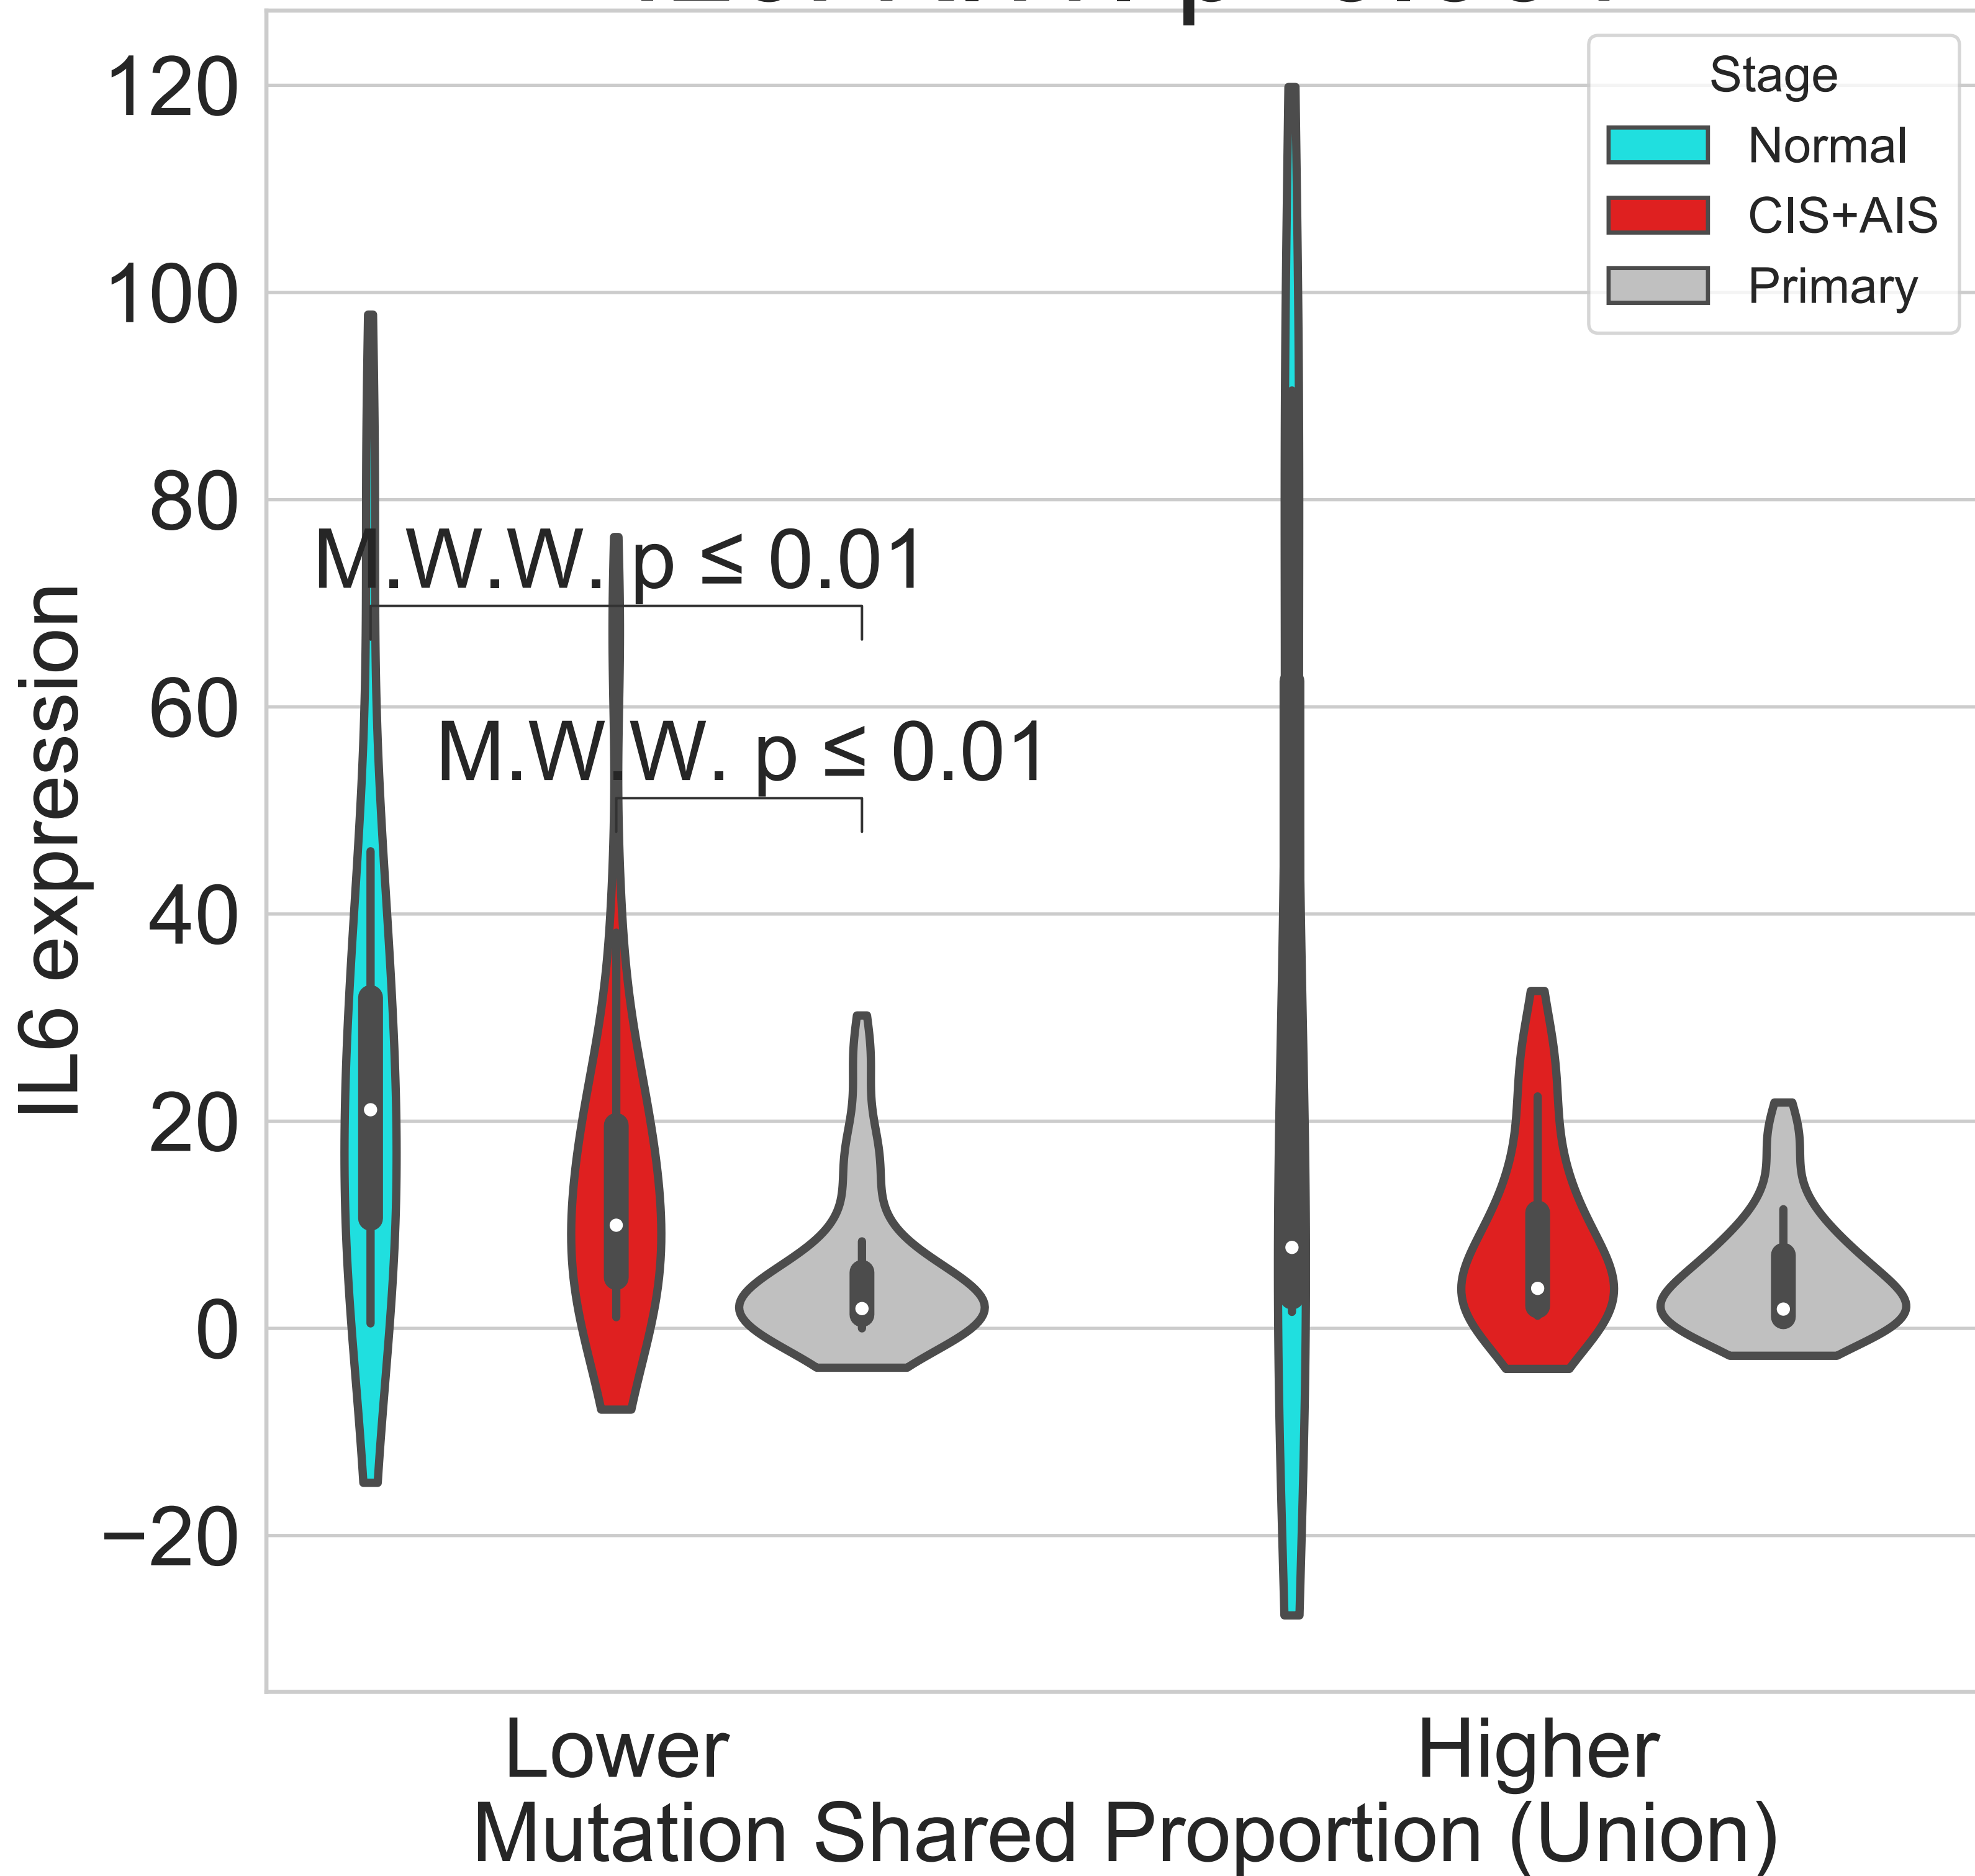 Stage
Normal
CIS+AIS
Primary
120
100
80
60
40
20
0
−20
IL6 expression
M.W.W. p ≤ 0.01
M.W.W. p ≤ 0.01
Lower
Higher
Mutation Shared Proportion (Union)